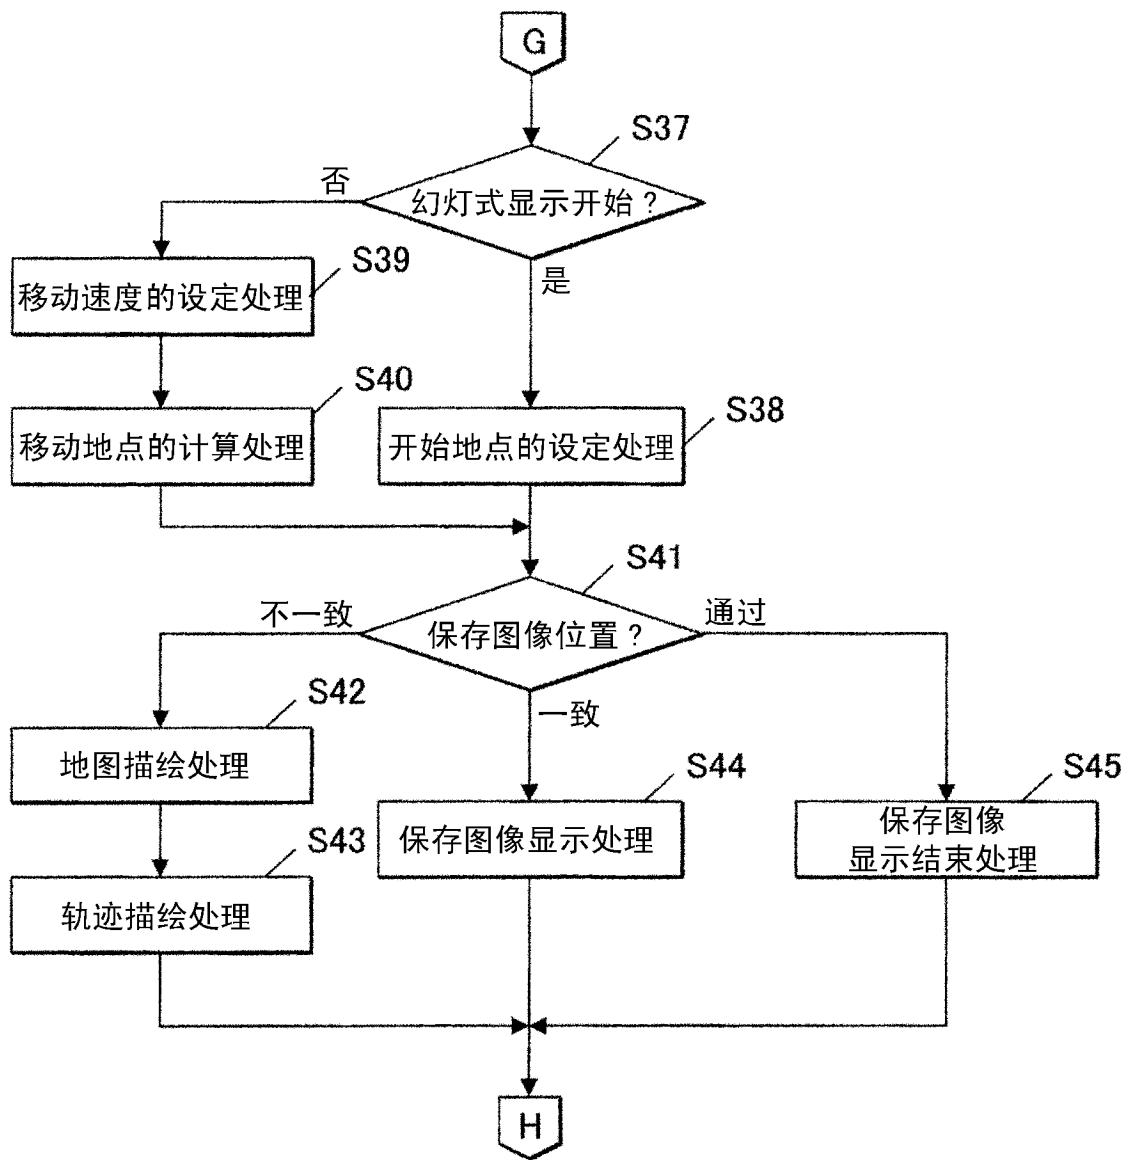 G
S37
否
幻灯式显示开始?
S39
是
移动速度的设定处理
S40
S38
移动地点的计算处理
开始地点的设定处理
S41
不一致
通过
保存图像位置?
S42
一致
地图描绘处理
S44
S45
S43
保存图像显示处理
保存图像
显示结束处理
轨迹描绘处理
H